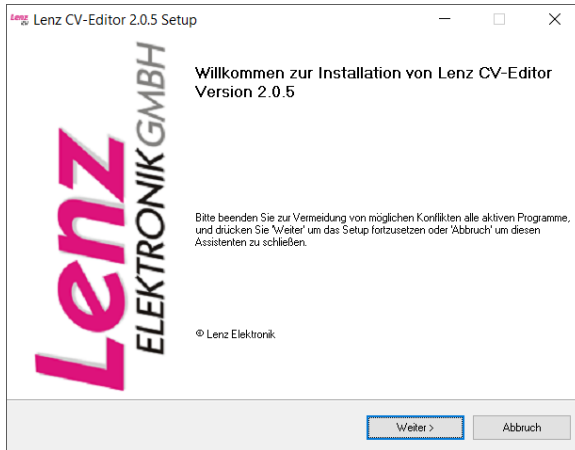 Lenz CV-Editor 2.0.5 Setup
Lenz
ELEKTRONIK GMBH
Willkommen zur Installation von Lenz CV-Editor
Version 2.0.5
Bitte beenden Sie zur Vermeidung von möglichen Konflikten alle aktiven Programme,
und drücken Sie 'Weiter' um das Setup fortzusetzen oder 'Abbruch' um diesen
Assistenten zu schließen.
© Lenz Elektronik
Weiter >
Abbruch